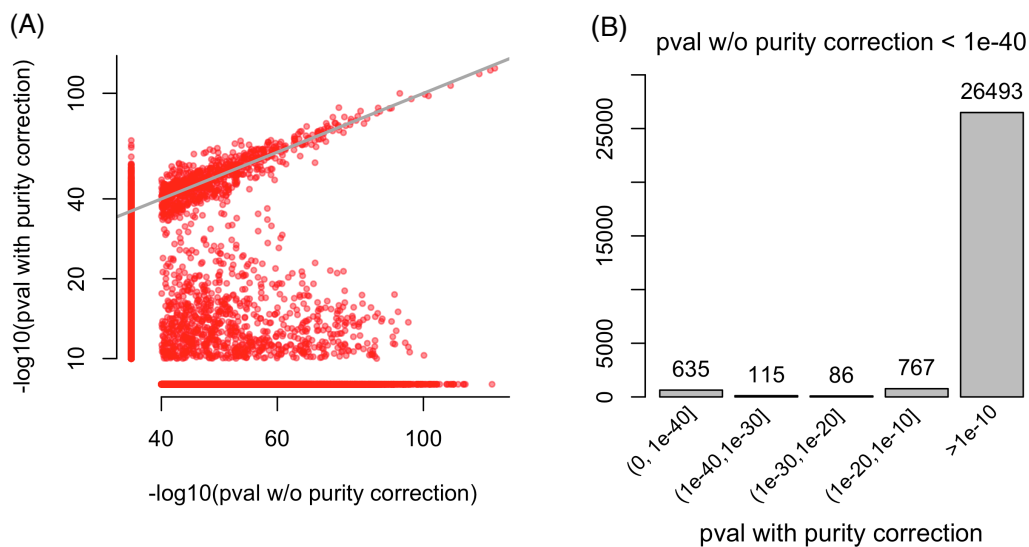 (A)
-log10(pval with purity correction)
100
40
20
10
40
60
100
-log10(pval w/o purity correction)
(B)
pval w/o purity correction < 1e-40
25000
15000
5000
0
635
115
86
767
26493
(0, 1e-40]
(1e-40,1e-30]
(1e-30,1e-20]
(1e-20,1e-10]
>1e-10
pval with purity correction